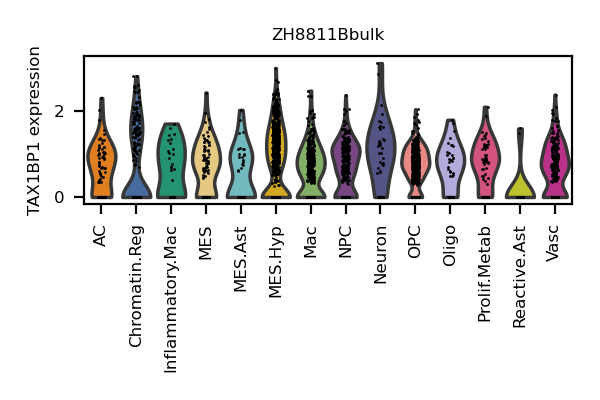 ZH8811Bbulk
TAX1BP1 expression
2
0
AC
Chromatin.Reg
Inflammatory.Mac
MES
MES.Ast
MES.Hyp
Mac
NPC
Neuron
OPC
Oligo
Prolif.Metab
Reactive.Ast
Vasc